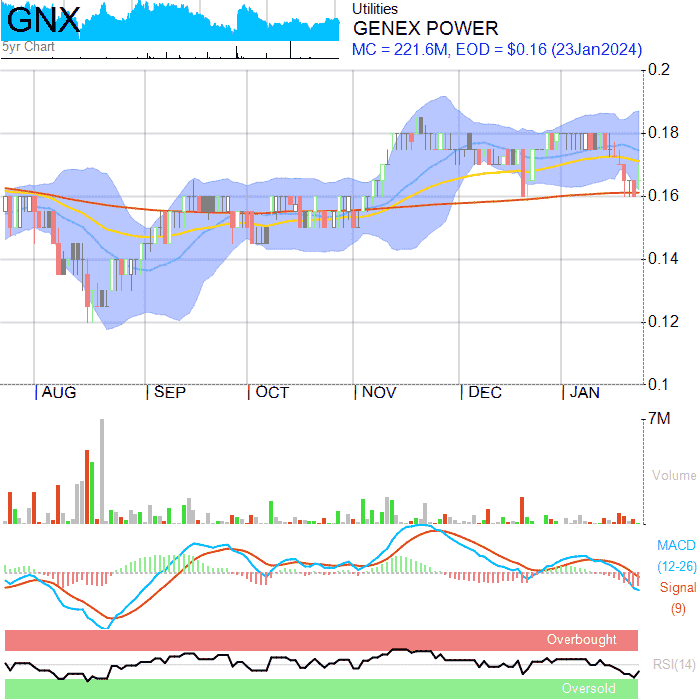 GNX
5yr Chart
Utilities
GENEX POWER
MC = 221.6M, EOD = $0.16 (23Jan2024)
0.2
0.18
0.16
0.14
0.12
0.1
AUG SEP OCT NOV DEC JAN
7M
Volume
MACD
(12-26)
Signal
(9)
Overbought
RSI(14)
Oversold